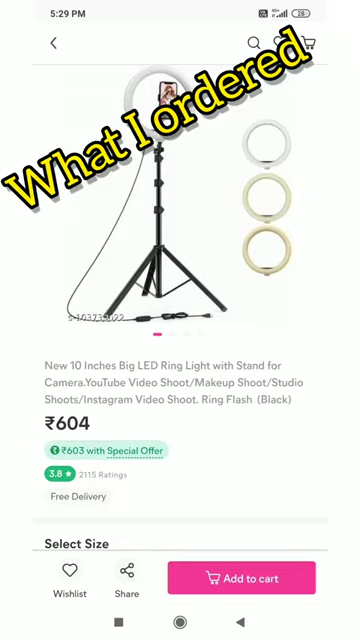 5:29 PM
28
What I ordered
s-103732022
New 10 Inches Big LED Ring Light with Stand for
Camera.YouTube Video Shoot/Makeup Shoot/Studio
Shoots/Instagram Video Shoot. Ring Flash (Black)
₹604
₹603 with Special Offer
3.8 ★ 2115 Ratings
Free Delivery
Select Size
Wishlist
Share
Add to cart